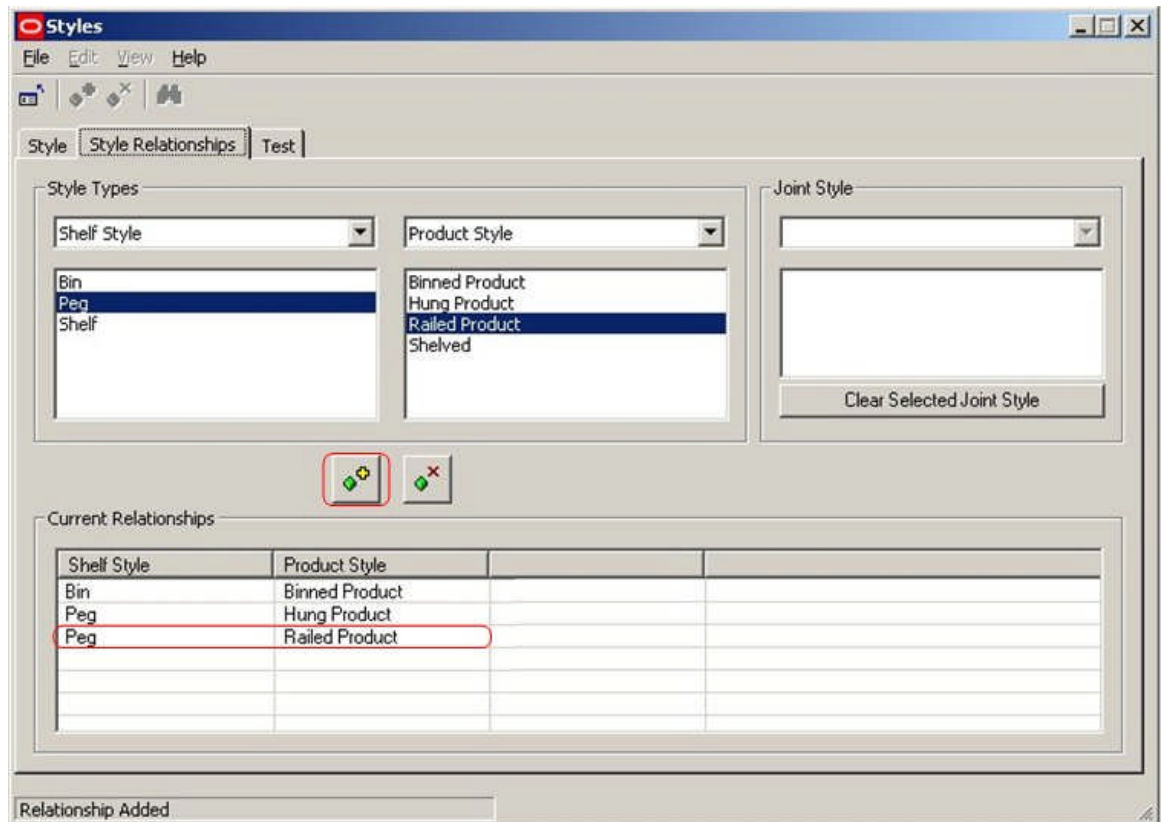 Styles
File Edit View Help
Style Style Relationships Test
Style Types Joint Style
Shelf Style Product Style
Bin Binned Product
Peg Hung Product
Shelf Railed Product
Shelved
Clear Selected Joint Style
Current Relationships
Shelf Style Product Style
Bin Binned Product
Peg Hung Product
Peg Railed Product
Relationship Added